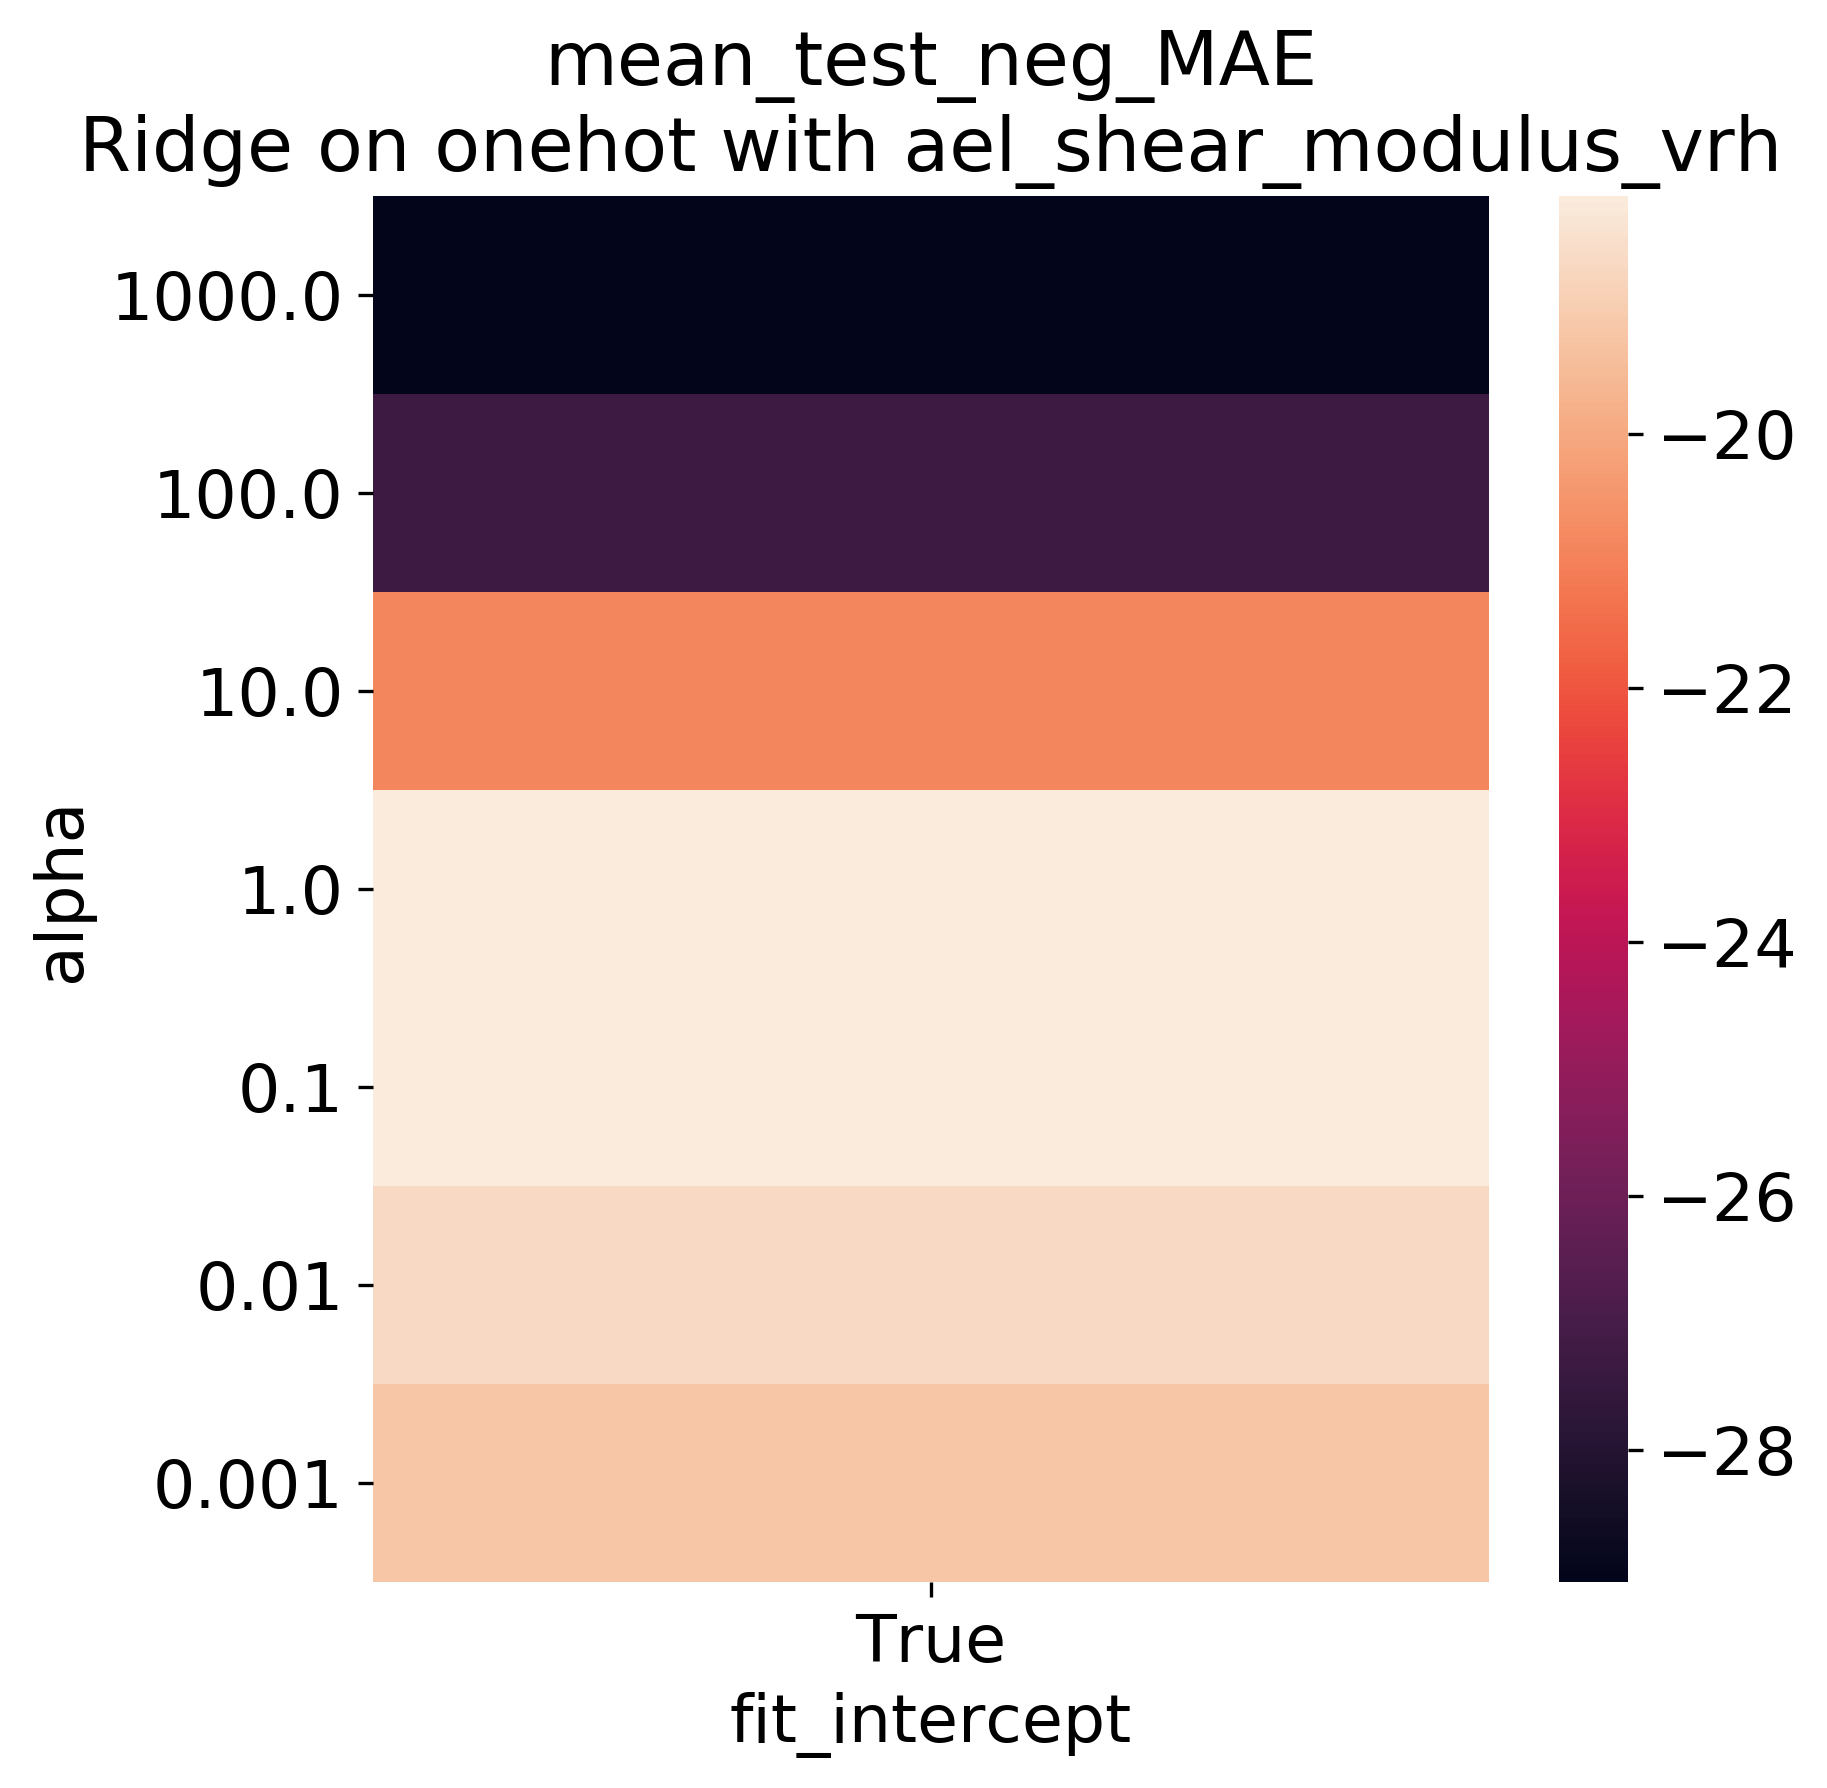 mean_test_neg_MAE
Ridge on onehot with ael_shear_modulus_vrh
1000.0
100.0
10.0
1.0
0.1
0.01
0.001
alpha
True
fit_intercept
−20
−22
−24
−26
−28